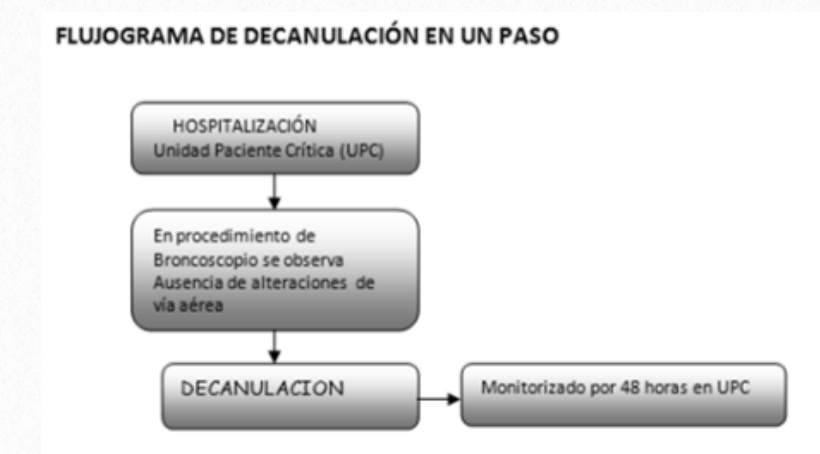 FLUJOGRAMA DE DECANULACIÓN EN UN PASO
HOSPITALIZACIÓN
Unidad Paciente Crítica (UPC)
En procedimiento de
Broncoscopio se observa
Ausencia de alteraciones de
vía aérea
DECANULACION
Monitorizado por 48 horas en UPC